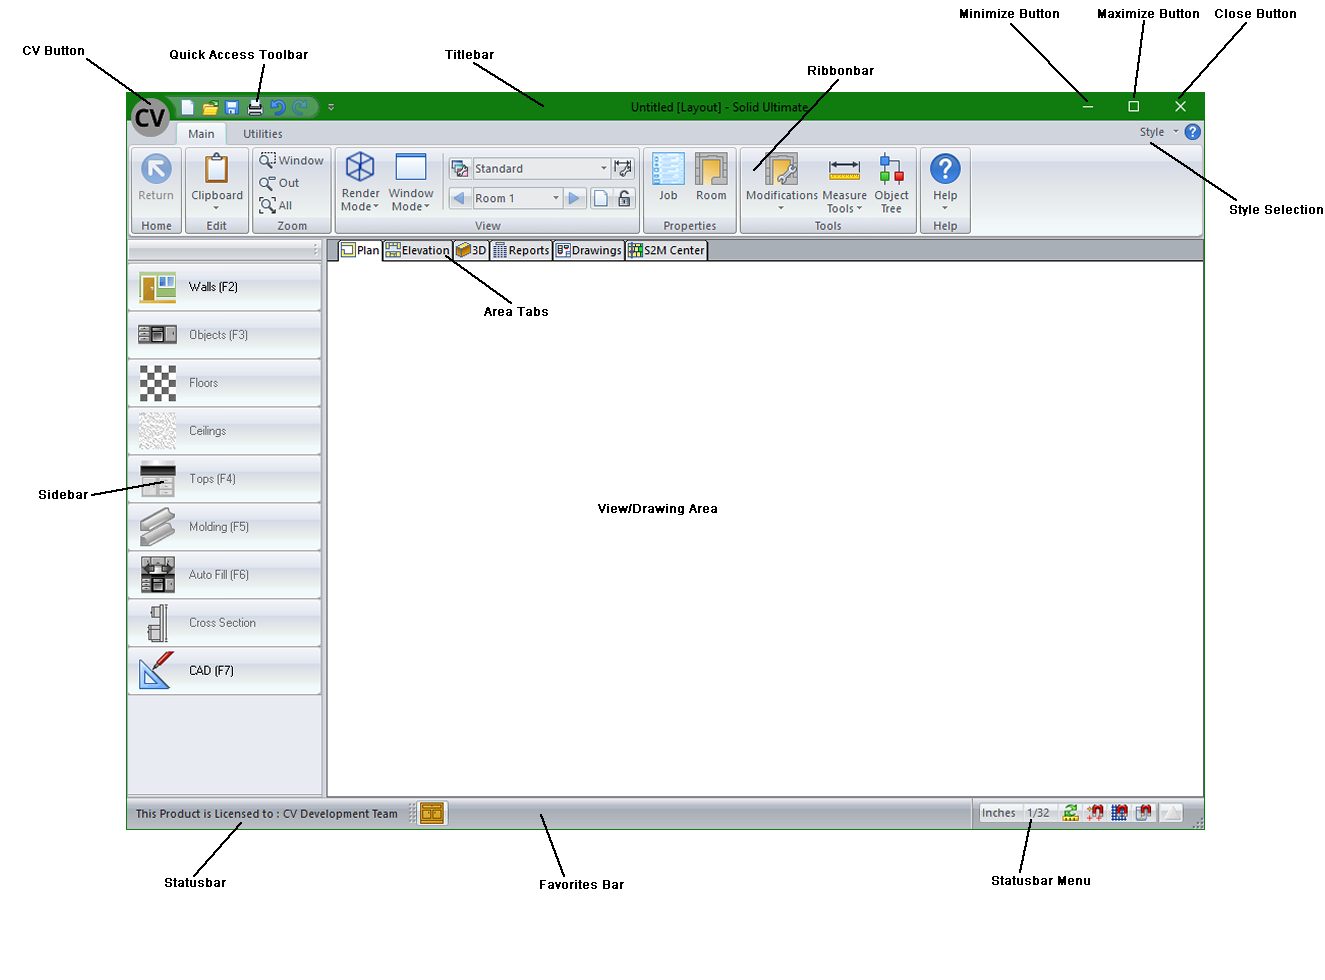 Minimize Button
Maximize Button
Close Button
CV Button
Quick Access Toolbar
Titlebar
Ribbonbar
CV
Untitled [Layout] - Solid Ultimate
Main
Utilities
Style
Return
Home
Clipboard
Edit
Window
Out
All
Zoom
Render
Mode
Window
Mode
Standard
Room 1
View
Job
Room
Properties
Modifications
Measure
Tools
Object
Tree
Tools
Help
Help
Style Selection
Plan
Elevation
3D
Reports
Drawings
S2M Center
Area Tabs
Walls (F2)
Objects (F3)
Floors
Ceilings
Tops (F4)
Molding (F5)
Auto Fill (F6)
Cross Section
CAD (F7)
Sidebar
View/Drawing Area
This Product is Licensed to : CV Development Team
Inches
1/32
Statusbar
Favorites Bar
Statusbar Menu